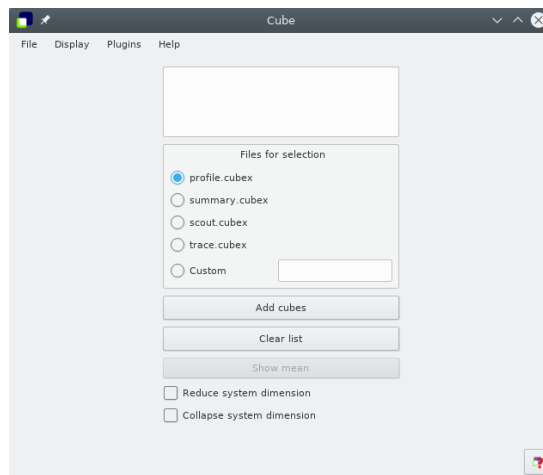 Cube
File Display Plugins Help
Files for selection
profile.cubex
summary.cubex
scout.cubex
trace.cubex
Custom
Add cubes
Clear list
Show mean
Reduce system dimension
Collapse system dimension